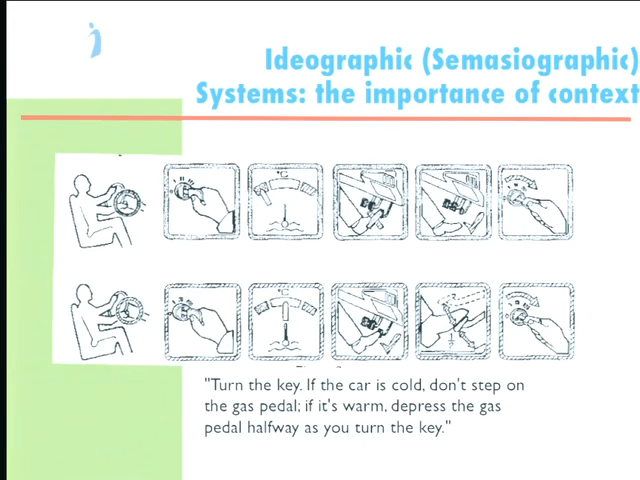 Ideographic (Semasiographic)
Systems: the importance of context
°C
°C
"Turn the key. If the car is cold, don't step on
the gas pedal; if it's warm, depress the gas
pedal halfway as you turn the key."